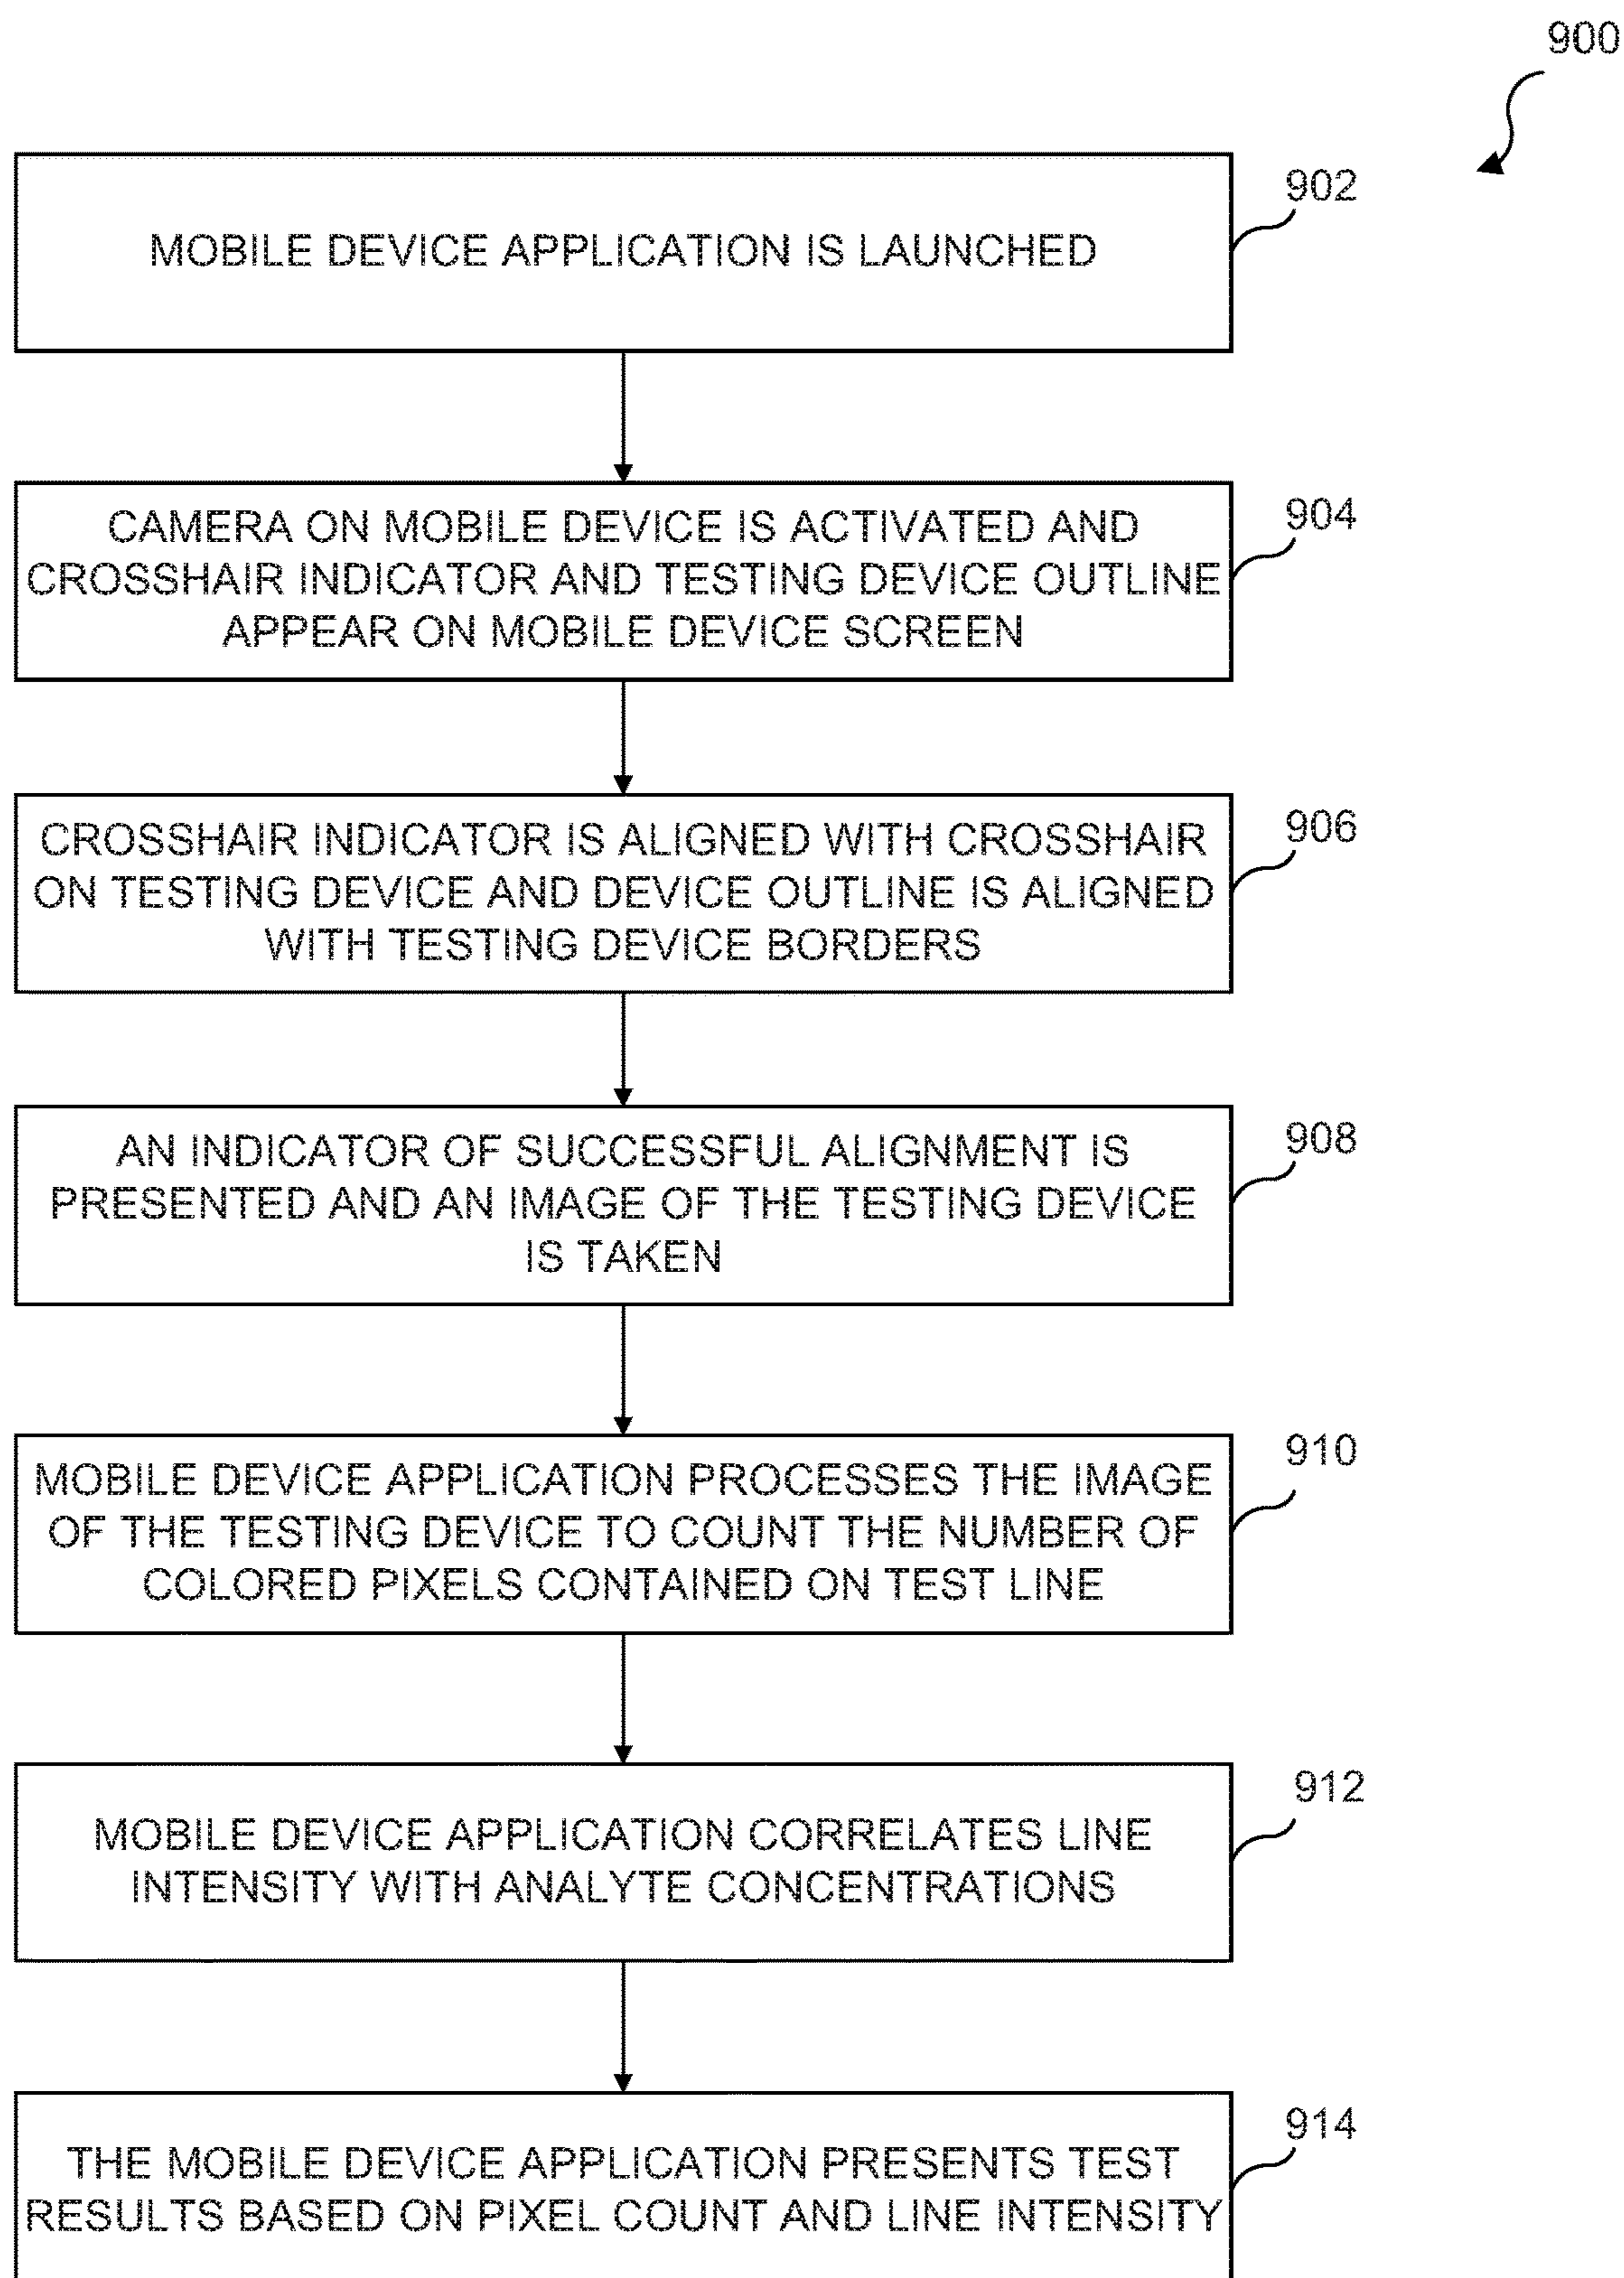 900
902
MOBILE DEVICE APPLICATION IS LAUNCHED
904
CAMERA ON MOBILE DEVICE IS ACTIVATED AND
CROSSHAIR INDICATOR AND TESTING DEVICE OUTLINE
APPEAR ON MOBILE DEVICE SCREEN
906
CROSSHAIR INDICATOR IS ALIGNED WITH CROSSHAIR
ON TESTING DEVICE AND DEVICE OUTLINE IS ALIGNED
WITH TESTING DEVICE BORDERS
908
AN INDICATOR OF SUCCESSFUL ALIGNMENT IS
PRESENTED AND AN IMAGE OF THE TESTING DEVICE
IS TAKEN
910
MOBILE DEVICE APPLICATION PROCESSES THE IMAGE
OF THE TESTING DEVICE TO COUNT THE NUMBER OF
COLORED PIXELS CONTAINED ON TEST LINE
912
MOBILE DEVICE APPLICATION CORRELATES LINE
INTENSITY WITH ANALYTE CONCENTRATIONS
914
THE MOBILE DEVICE APPLICATION PRESENTS TEST
RESULTS BASED ON PIXEL COUNT AND LINE INTENSITY